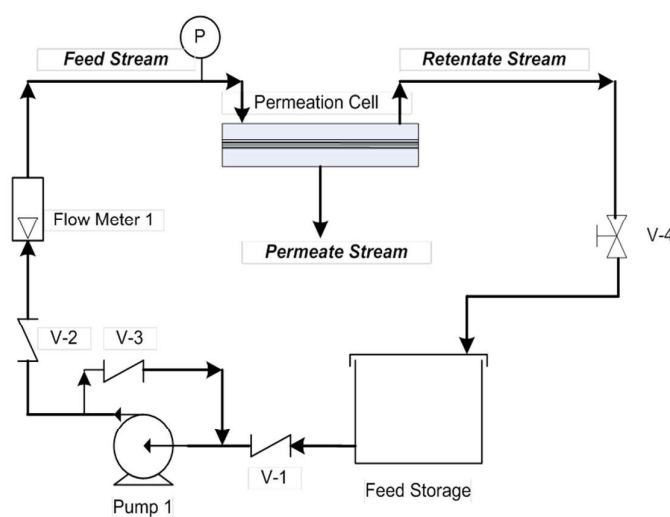 P
Feed Stream
Retentate Stream
Permeation Cell
Flow Meter 1
V-4
Permeate Stream
V-2
V-3
V-1
Pump 1
Feed Storage